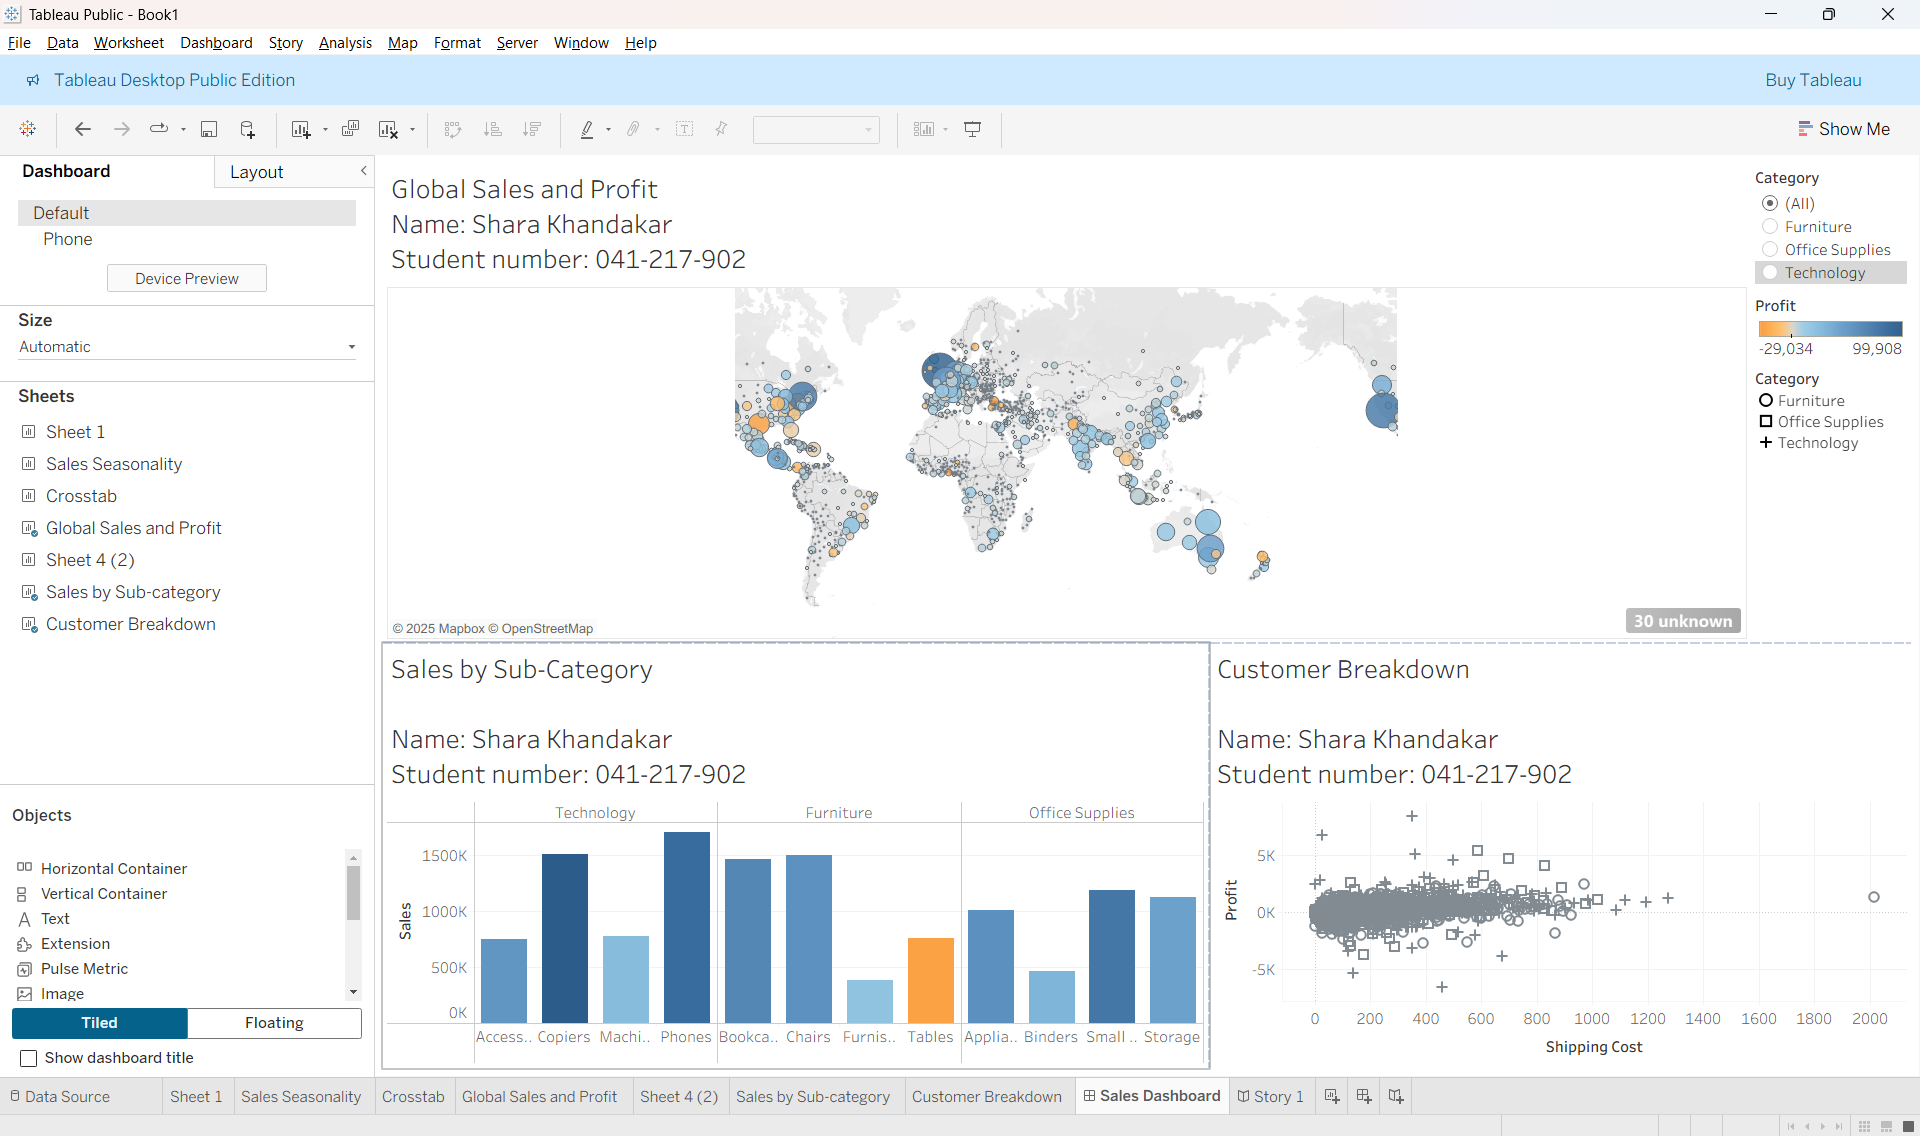 Tableau Public - Book1
File Data Worksheet Dashboard Story Analysis Map Format Server Window Help
Tableau Desktop Public Edition
Buy Tableau
Show Me
Dashboard
Layout
Default
Phone
Device Preview
Size
Automatic
Sheets
Sheet 1
Sales Seasonality
Crosstab
Global Sales and Profit
Sheet 4 (2)
Sales by Sub-category
Customer Breakdown
Objects
Horizontal Container
Vertical Container
Text
Extension
Pulse Metric
Image
Tiled
Floating
Show dashboard title
Global Sales and Profit
Name: Shara Khandakar
Student number: 041-217-902
© 2025 Mapbox © OpenStreetMap
30 unknown
Category
(All)
Furniture
Office Supplies
Technology
Profit
-29,034 99,908
Category
Furniture
Office Supplies
Technology
Sales by Sub-Category
Name: Shara Khandakar
Student number: 041-217-902
Technology Furniture Office Supplies
1500K
1000K
500K
0K
Sales
Access.. Copiers Machi.. Phones Bookca.. Chairs Furnis.. Tables Applia.. Binders Small .. Storage
Customer Breakdown
Name: Shara Khandakar
Student number: 041-217-902
5K
0K
-5K
Profit
0 200 400 600 800 1000 1200 1400 1600 1800 2000
Shipping Cost
Data Source Sheet 1 Sales Seasonality Crosstab Global Sales and Profit Sheet 4 (2) Sales by Sub-category Customer Breakdown Sales Dashboard Story 1